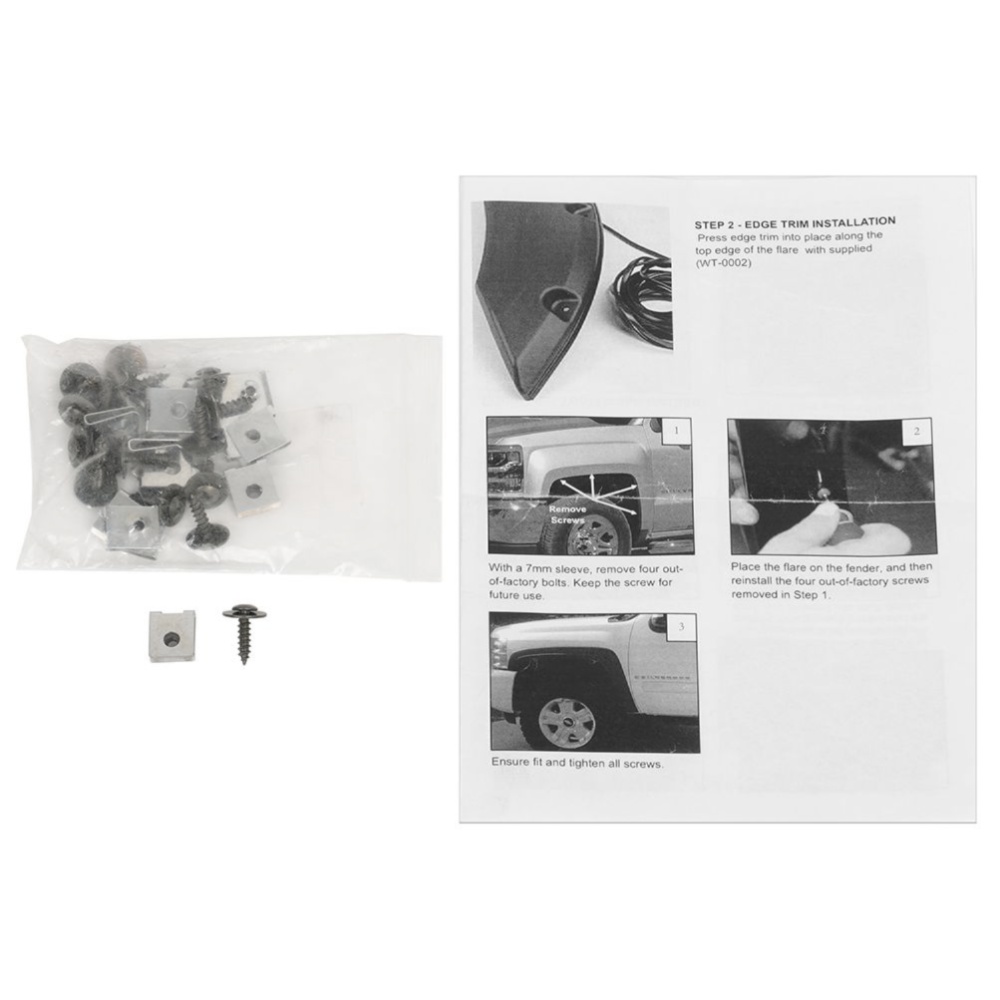 STEP 2 - EDGE TRIM INSTALLATION
Press edge trim into place along the
top edge of the flare with supplied
(WT-0002)
1
Remove
Screws
With a 7mm sleeve, remove four out-
of-factory bolts. Keep the screw for
future use.
2
Place the flare on the fender, and then
reinstall the four out-of-factory screws
removed in Step 1.
3
Ensure fit and tighten all screws.